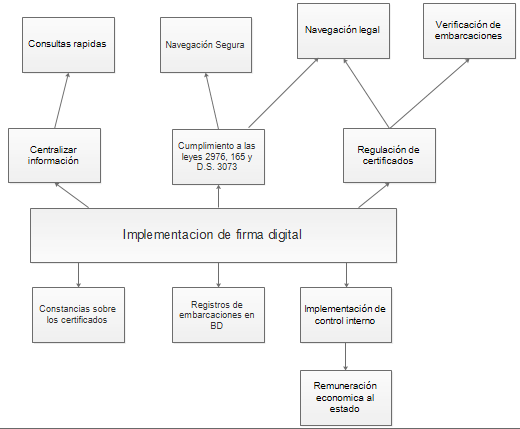 Consultas rapidas
Navegación Segura
Navegación legal
Verificación de
embarcaciones
Centralizar
información
Cumplimiento a las
leyes 2976, 165 y
D.S. 3073
Regulación de
certificados
Implementacion de firma digital
Constancias sobre
los certificados
Registros de
embarcaciones en
BD
Implementación de
control interno
Remuneración
economica al
estado